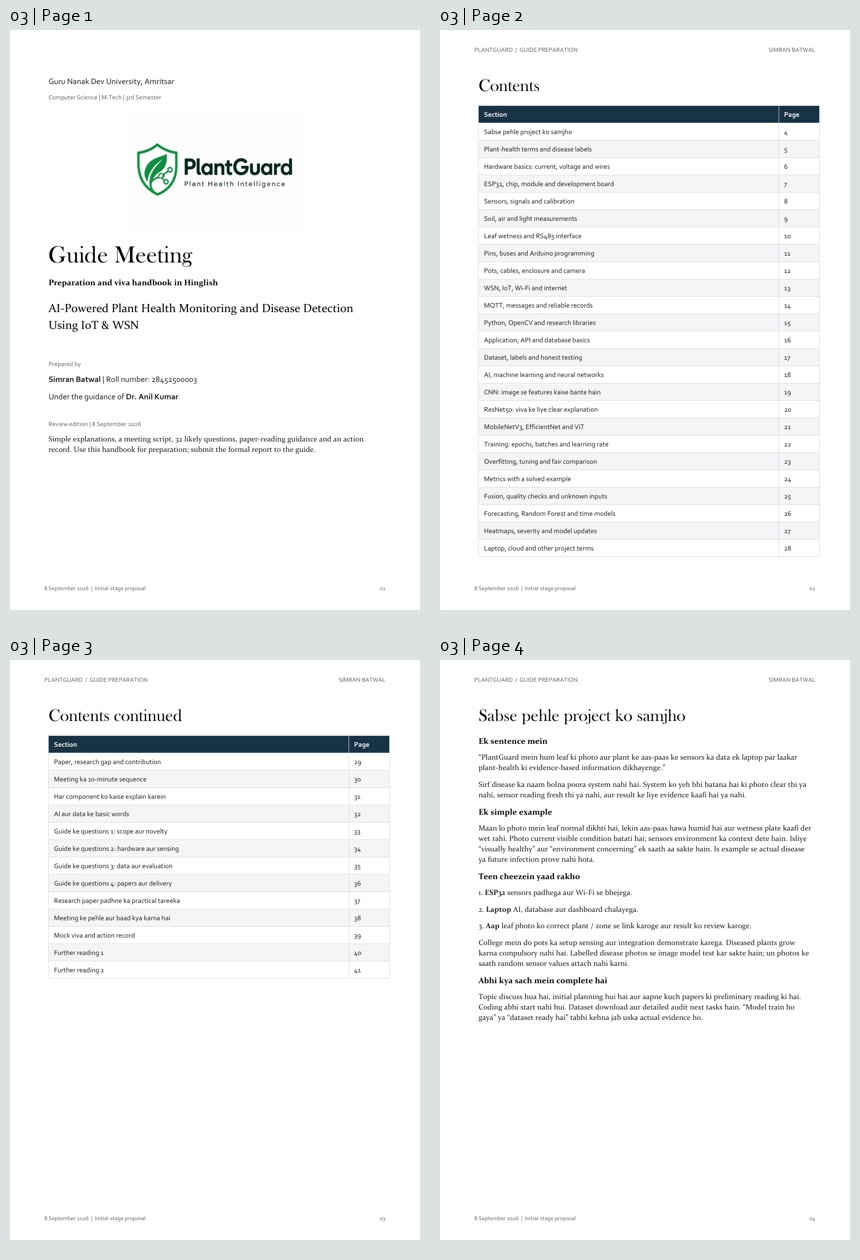 03 | Page 1
Guru Nanak Dev University, Amritsar
Computer Science | M.Tech | 3rd Semester
PlantGuard
Plant Health Intelligence
Guide Meeting
Preparation and viva handbook in Hinglish
AI-Powered Plant Health Monitoring and Disease Detection
Using IoT & WSN
Prepared by
Simran Batwal | Roll number: 28452500003
Under the guidance of Dr. Anil Kumar
Review edition | 8 September 2026
Simple explanations, a meeting script, 32 likely questions, paper-reading guidance and an action
record. Use this handbook for preparation; submit the formal report to the guide.
8 September 2026 | Initial-stage proposal 01
03 | Page 2
PLANTGUARD / GUIDE PREPARATION SIMRAN BATWAL
Contents
Section Page
Sabse pehle project ko samjho 4
Plant-health terms and disease labels 5
Hardware basics: current, voltage and wires 6
ESP32, chip, module and development board 7
Sensors, signals and calibration 8
Soil, air and light measurements 9
Leaf wetness and RS485 interface 10
Pins, buses and Arduino programming 11
Pots, cables, enclosure and camera 12
WSN, IoT, Wi-Fi and internet 13
MQTT, messages and reliable records 14
Python, OpenCV and research libraries 15
Application, API and database basics 16
Dataset, labels and honest testing 17
AI, machine learning and neural networks 18
CNN: image se features kaise bante hain 19
ResNet50: viva ke liye clear explanation 20
MobileNetV3, EfficientNet and ViT 21
Training: epochs, batches and learning rate 22
Overfitting, tuning and fair comparison 23
Metrics with a solved example 24
Fusion, quality checks and unknown inputs 25
Forecasting, Random Forest and time models 26
Heatmaps, severity and model updates 27
Laptop, cloud and other project terms 28
8 September 2026 | Initial-stage proposal 02
03 | Page 3
PLANTGUARD / GUIDE PREPARATION SIMRAN BATWAL
Contents continued
Section Page
Paper, research gap and contribution 29
Meeting ka 10-minute sequence 30
Har component ko kaise explain karein 31
AI aur data ke basic words 32
Guide ke questions 1: scope aur novelty 33
Guide ke questions 2: hardware aur sensing 34
Guide ke questions 3: data aur evaluation 35
Guide ke questions 4: papers aur delivery 36
Research paper padhne ka practical tareeka 37
Meeting ke pehle aur baad kya karna hai 38
Mock viva and action record 39
Further reading 1 40
Further reading 2 41
8 September 2026 | Initial-stage proposal 03
03 | Page 4
PLANTGUARD / GUIDE PREPARATION SIMRAN BATWAL
Sabse pehle project ko samjho
Ek sentence mein
“PlantGuard mein hum leaf ki photo aur plant ke aas-paas ke sensors ka data ek laptop par laakar
plant-health ki evidence-based information dikhayenge.”
Sirf disease ka naam bolna poora system nahi hai. System ko yeh bhi batana hai ki photo clear thi ya
nahi, sensor reading fresh thi ya nahi, aur result ke liye evidence kaafi hai ya nahi.
Ek simple example
Maan lo photo mein leaf normal dikhti hai, lekin aas-paas hawa humid hai aur wetness plate kaafi der
wet rahi. Photo current visible condition batati hai; sensors environment ka context dete hain. Isliye
“visually healthy” aur “environment concerning” ek saath aa sakte hain. Is example se actual disease
ya future infection prove nahi hota.
Teen cheezein yaad rakho
1. ESP32 sensors padhega aur Wi-Fi se bhejega.
2. Laptop AI, database aur dashboard chalayega.
3. Aap leaf photo ko correct plant / zone se link karoge aur result ko review karoge.
College mein do pots ka setup sensing aur integration demonstrate karega. Diseased plants grow
karna compulsory nahi hai. Labelled disease photos se image model test kar sakte hain; un photos ke
saath random sensor values attach nahi karni.
Abhi kya sach mein complete hai
Topic discuss hua hai, initial planning hui hai aur aapne kuch papers ki preliminary reading ki hai.
Coding abhi start nahi hui. Dataset download aur detailed audit next tasks hain. “Model train ho
gaya” ya “dataset ready hai” tabhi kehna jab uska actual evidence ho.
8 September 2026 | Initial-stage proposal 04